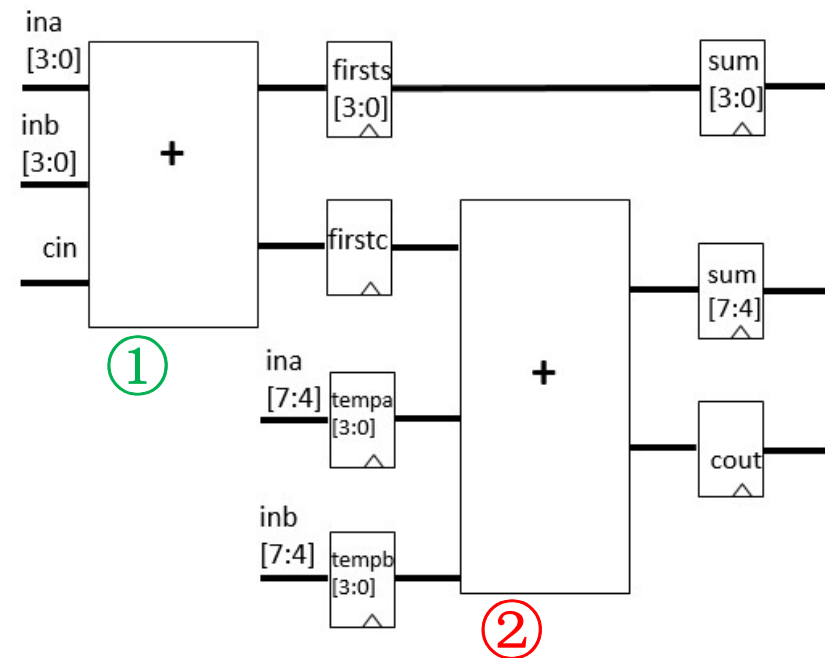 ina
[3:0]
inb
[3:0]
cin
+
①
firsts
[3:0]
sum
[3:0]
firstc
ina
[7:4]
tempa
[3:0]
inb
[7:4]
tempb
[3:0]
+
②
sum
[7:4]
cout